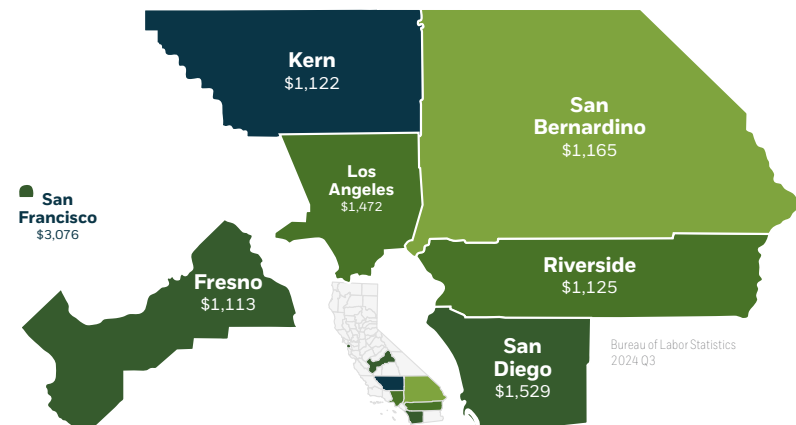 Kern
$1,122
San
Bernardino
$1,165
Los
Angeles
$1,472
San
Francisco
$3,076
Fresno
$1,113
Riverside
$1,125
San
Diego
$1,529
Bureau of Labor Statistics
2024 Q3